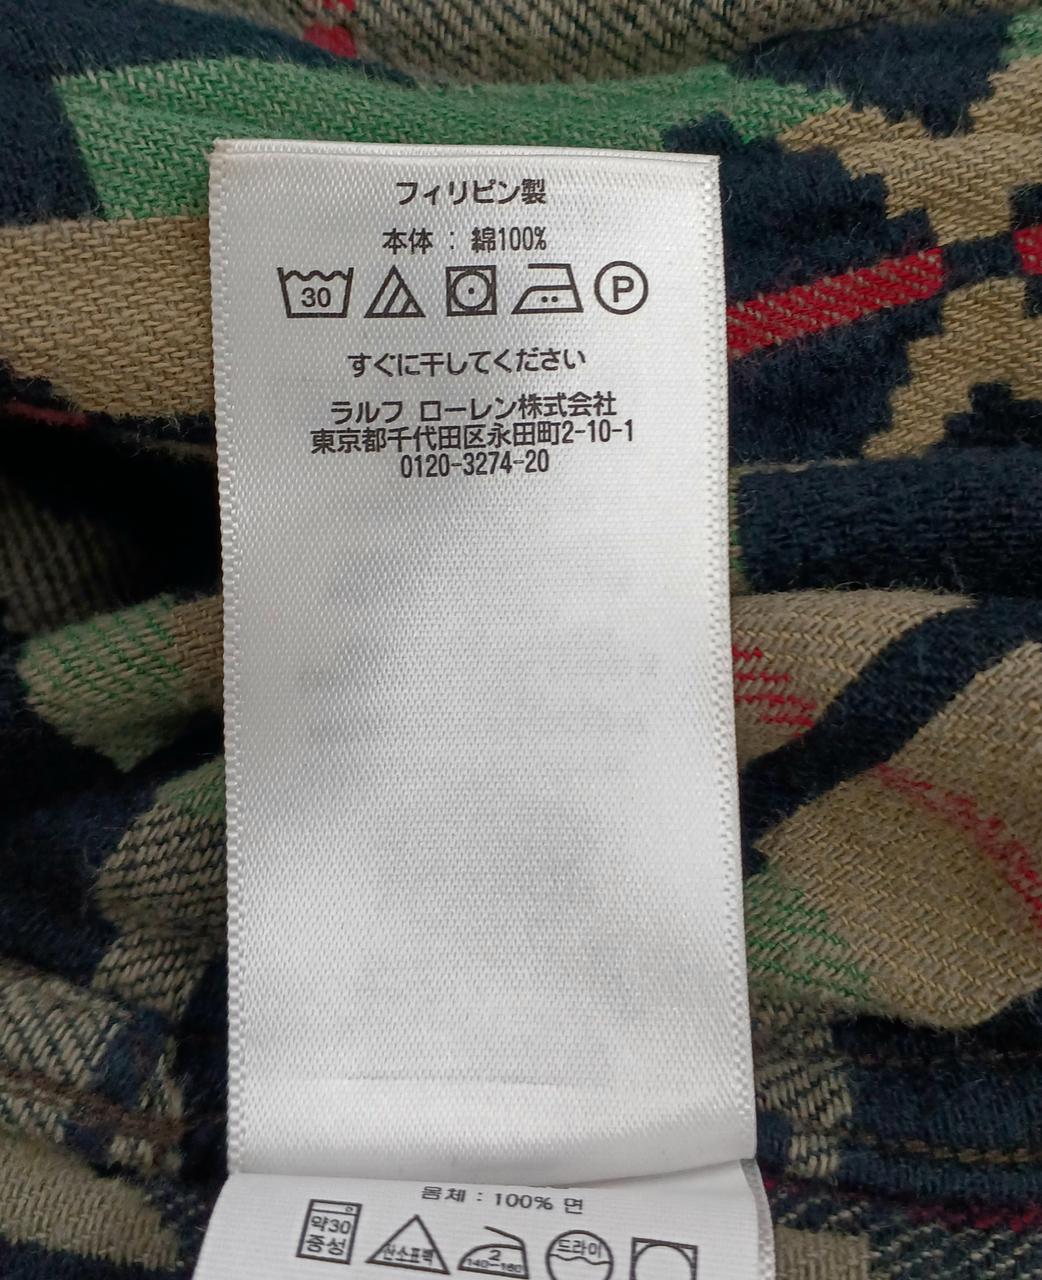 フィリピン製
本体 : 綿100%
30 P
すぐに干してください
ラルフ ローレン株式会社
東京都千代田区永田町2-10-1
0120-3274-20
몸체 : 100% 면
약30
중성
산소표백
2
140~160
드라이